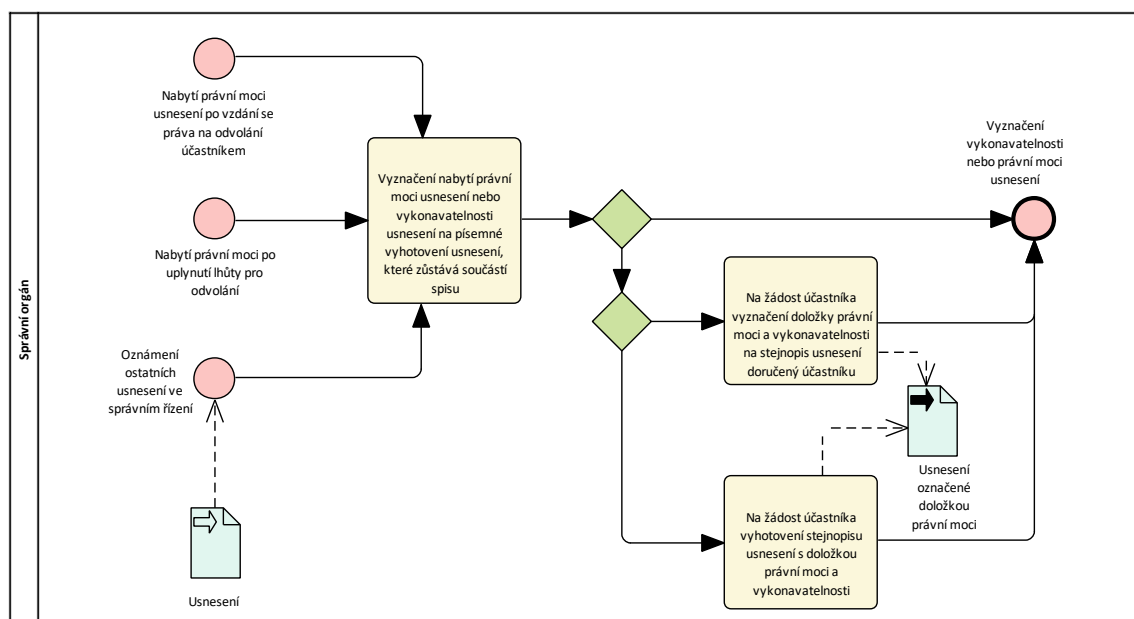 Správní orgán
Nabytí právní moci
usnesení po vzdání se
práva na odvolání
účastníkem
Nabytí právní moci po
uplynutí lhůty pro
odvolání
Oznámení
ostatních
usnesení ve
správním řízení
Usnesení
Vyznačení nabytí právní
moci usnesení nebo
vykonavatelnosti
usnesení na písemné
vyhotovení usnesení,
které zůstává součástí
spisu
Na žádost účastníka
vyznačení doložky právní
moci a vykonavatelnosti
na stejnopis usnesení
doručený účastníku
Na žádost účastníka
vyhotovení stejnopisu
usnesení s doložkou
právní moci a
vykonavatelnosti
Vyznačení
vykonavatelnosti
nebo právní moci
usnesení
Usnesení
označené
doložkou
právní moci